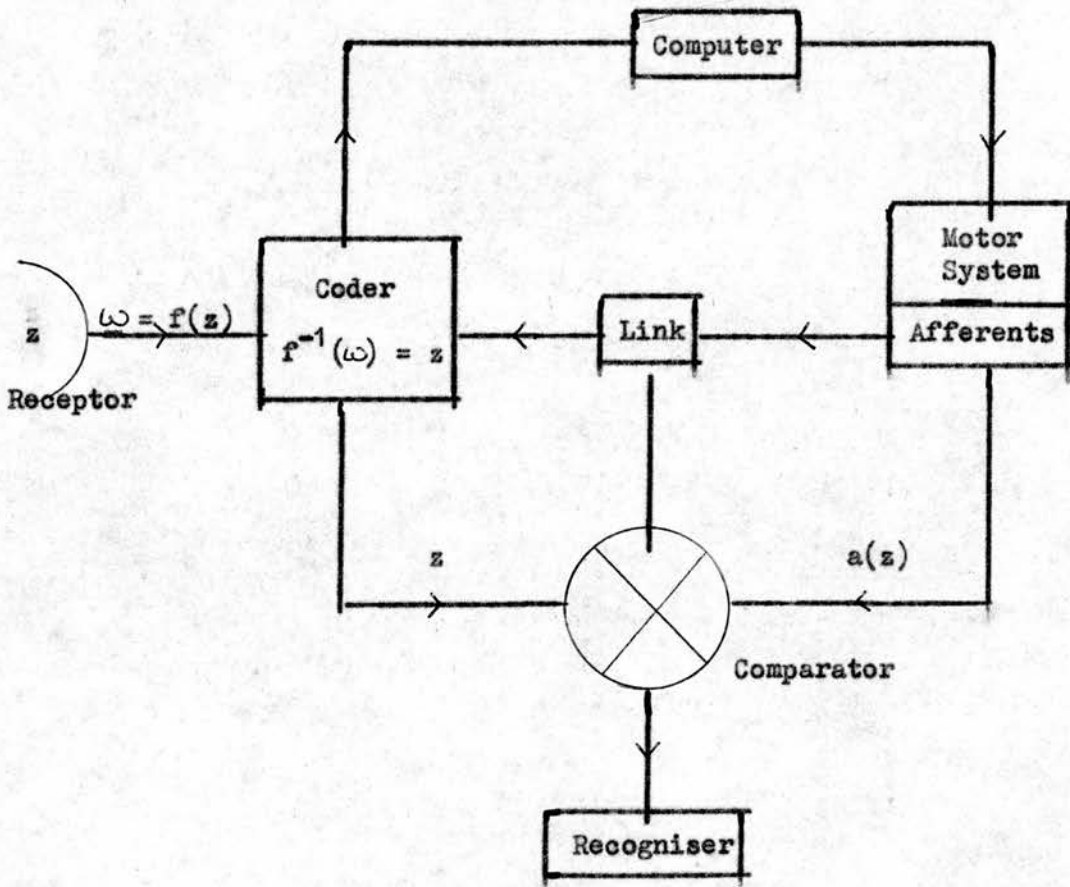 Computer
Motor
System
Afferents
Coder
f⁻¹(ω) = z
Link
z
ω = f(z)
Receptor
z
a(z)
Comparator
Recogniser